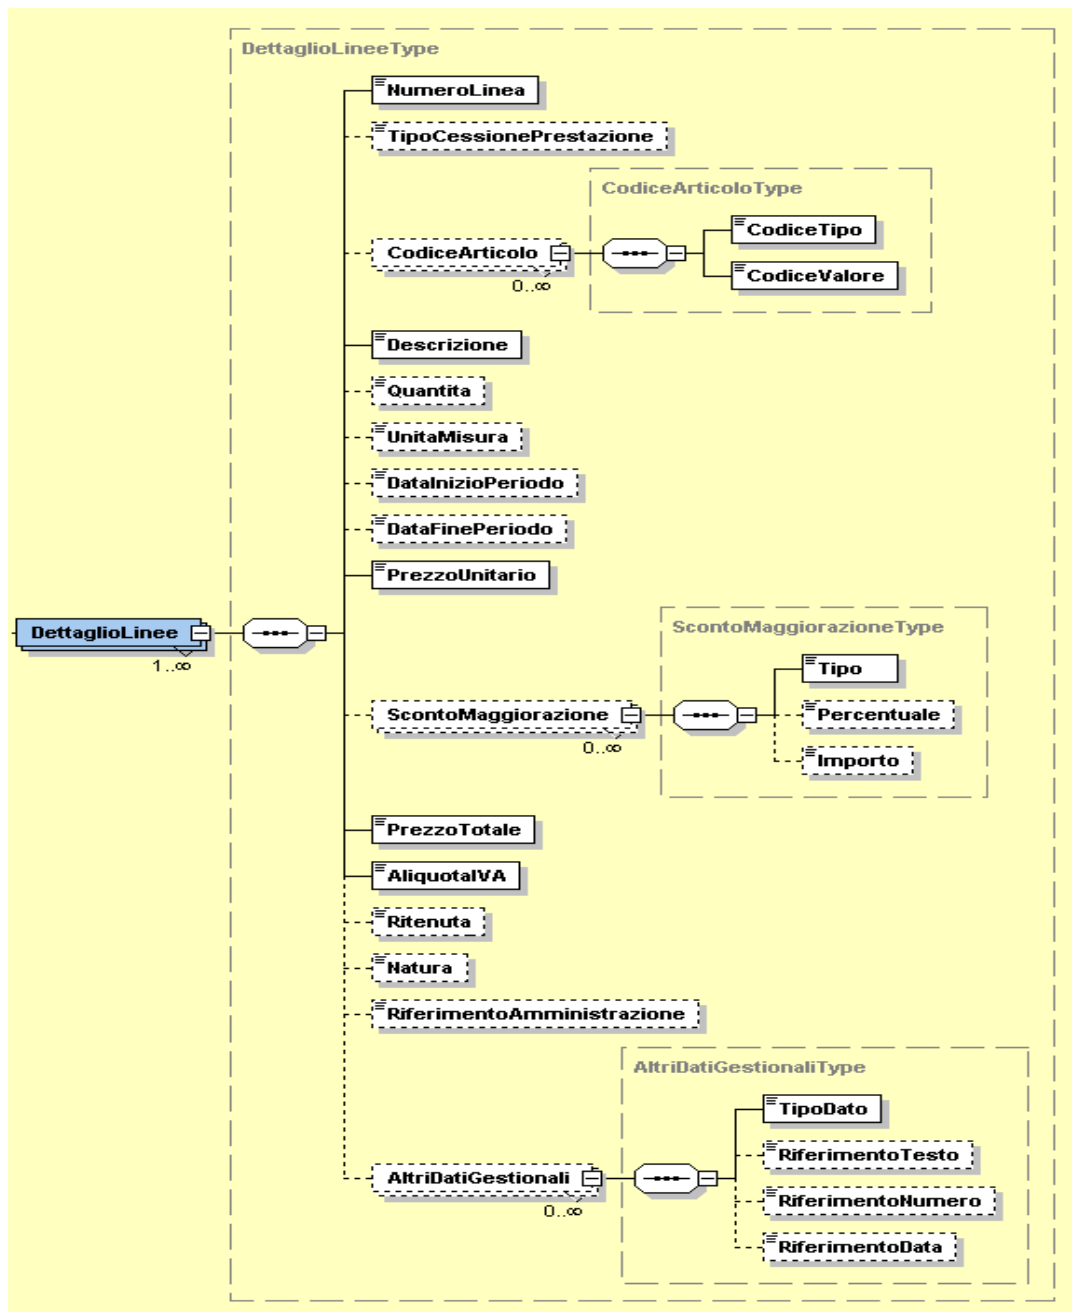 DettaglioLineeType
NumeroLinea
TipoCessionePrestazione
CodiceArticoloType
CodiceTipo
CodiceArticolo
CodiceValore
0..∞
Descrizione
Quantita
UnitaMisura
DataInizioPeriodo
DataFinePeriodo
PrezzoUnitario
DettaglioLinee
1..∞
ScontoMaggiorazioneType
Tipo
ScontoMaggiorazione
Percentuale
0..∞
Importo
PrezzoTotale
AliquotaIVA
Ritenuta
Natura
RiferimentoAmministrazione
AltriDatiGestionaliType
TipoDato
RiferimentoTesto
AltriDatiGestionali
RiferimentoNumero
0..∞
RiferimentoData